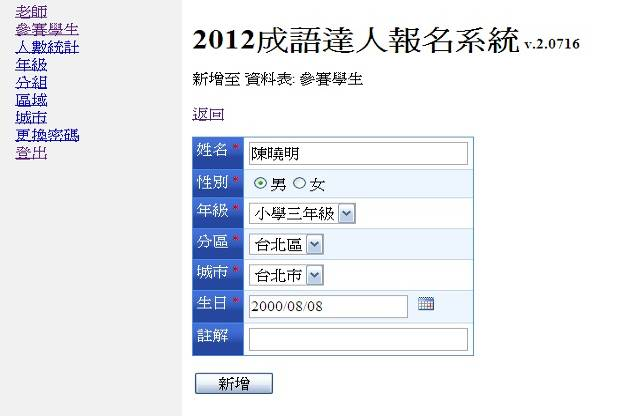 老師
參賽學生
人數統計
年級
分組
區域
城市
更換密碼
登出
2012成語達人報名系統 v.2.0716
新增至 資料表: 參賽學生
返回
姓名 * 陳曉明
性別 * 男 女
年級 * 小學三年級
分區 * 台北區
城市 * 台北市
生日 * 2000/08/08
註解
新增